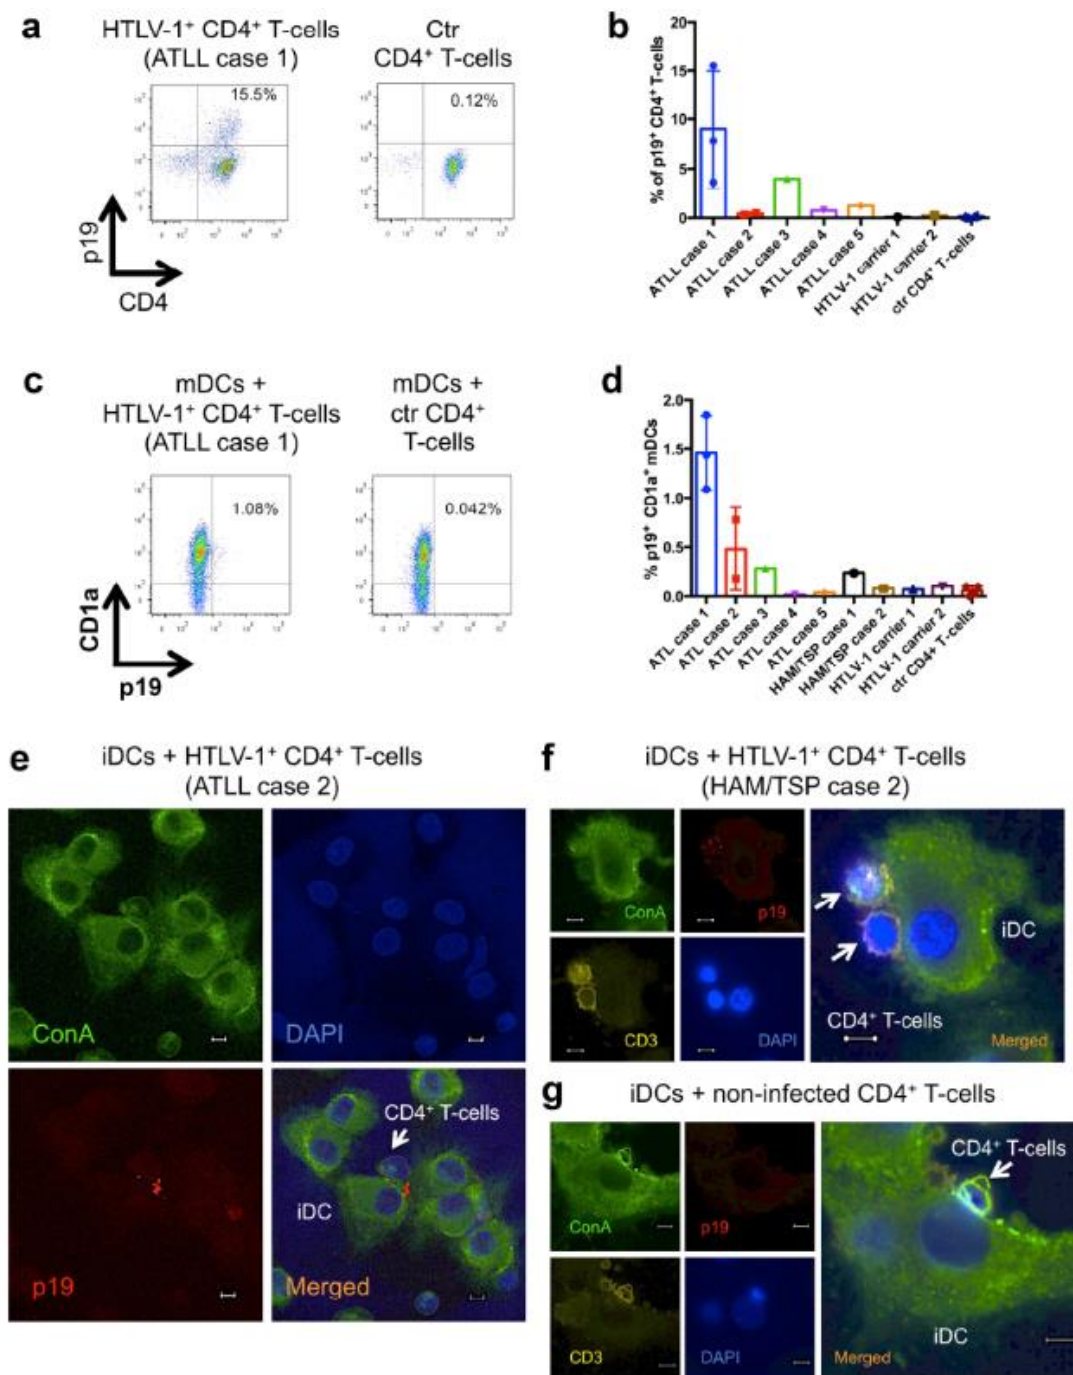 a
HTLV-1⁺ CD4⁺ T-cells
(ATLL case 1)
Ctr
CD4⁺ T-cells
15.5%
0.12%
p19
CD4
b
% of p19⁺ CD4⁺ T-cells
20
15
10
5
0
ATLL case 1
ATLL case 2
ATLL case 3
ATLL case 4
ATLL case 5
HTLV-1 carrier 1
HTLV-1 carrier 2
ctr CD4⁺ T-cells
c
mDCs +
HTLV-1⁺ CD4⁺ T-cells
(ATLL case 1)
mDCs +
ctr CD4⁺
T-cells
1.08%
0.042%
CD1a
p19
d
% p19⁺ CD1a⁺ mDCs
2.0
1.5
1.0
0.5
0.0
ATL case 1
ATL case 2
ATL case 3
ATL case 4
ATL case 5
HAM/TSP case 1
HAM/TSP case 2
HTLV-1 carrier 1
HTLV-1 carrier 2
ctr CD4+ T-cells
e
iDCs + HTLV-1⁺ CD4⁺ T-cells
(ATLL case 2)
ConA
DAPI
p19
CD4⁺ T-cells
iDC
Merged
f
iDCs + HTLV-1⁺ CD4⁺ T-cells
(HAM/TSP case 2)
ConA
p19
CD3
DAPI
iDC
CD4⁺ T-cells
Merged
g
iDCs + non-infected CD4⁺ T-cells
ConA
p19
CD3
DAPI
CD4⁺ T-cells
iDC
Merged